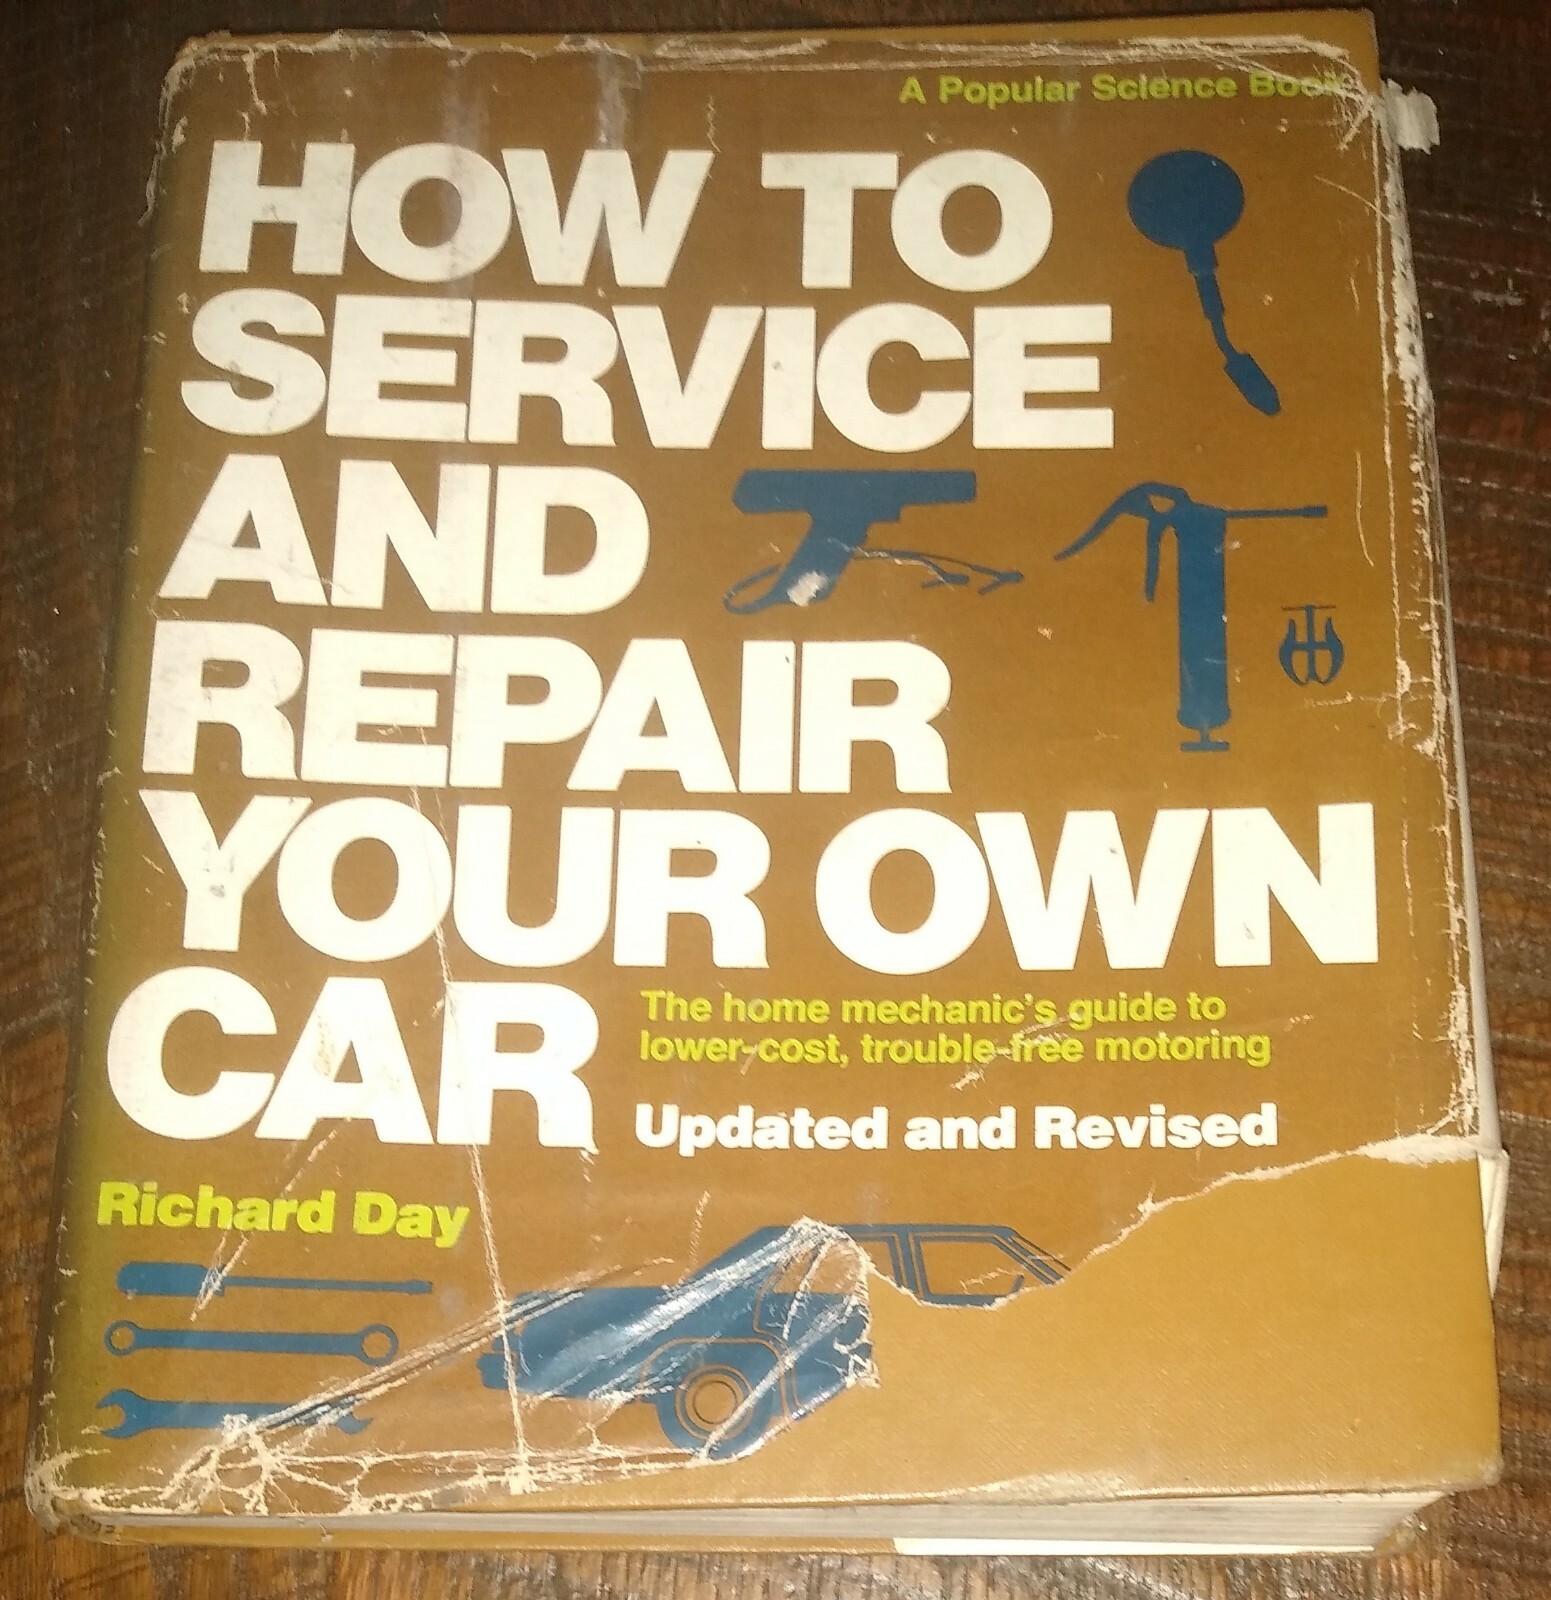 A Popular Science Book
HOW TO
SERVICE
AND
REPAIR
YOUR OWN
CAR
The home mechanic's guide to
lower-cost, trouble-free motoring
Updated and Revised
Richard Day